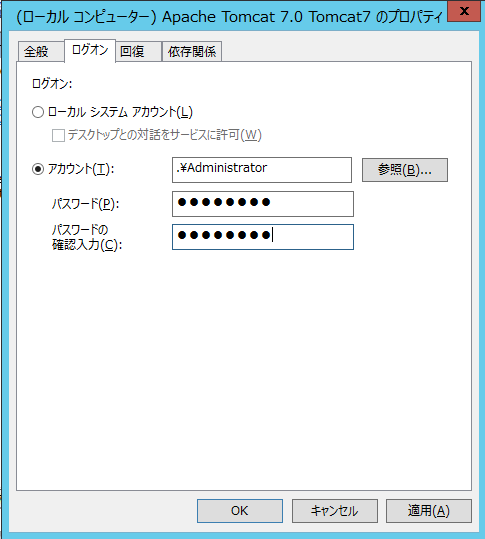 (ローカル コンピューター) Apache Tomcat 7.0 Tomcat7 のプロパティ
x
全般 ログオン 回復 依存関係
ログオン:
ローカル システム アカウント(L)
デスクトップとの対話をサービスに許可(W)
アカウント(T): .¥Administrator 参照(B)...
パスワード(P): ●●●●●●●●
パスワードの
確認入力(C): ●●●●●●●●
OK キャンセル 適用(A)